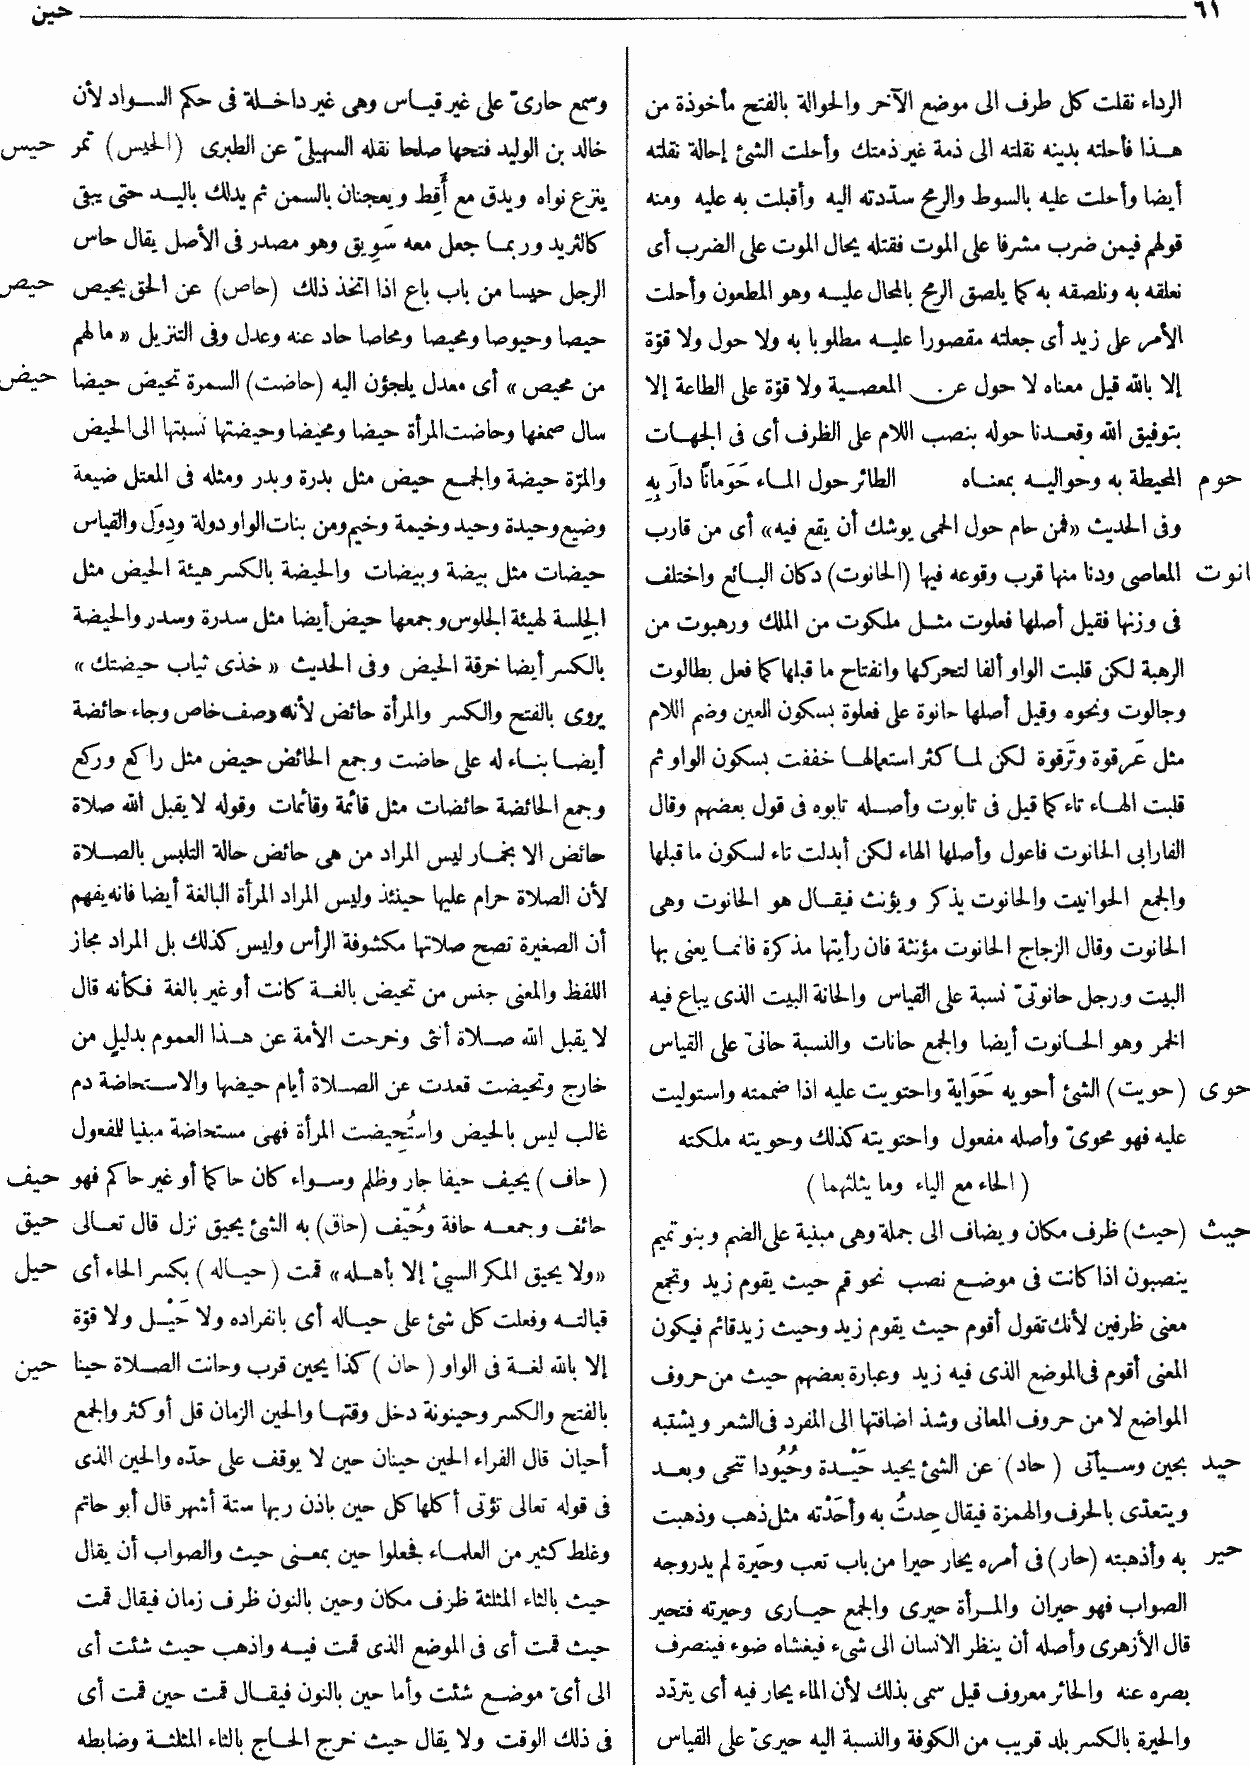 ٦١ حين
الرداء نقلت كل طرف الى موضع الآخر والحوالة بالفتح مأخوذة من
هذا فأحلته بدينه نقلته الى ذمة غير ذمتك وأحلت الشئ إحالة نقلته
أيضا وأحلت عليه بالسوط والرمح سدّدته اليه وأقبلت به عليه ومنه
قولهم فيمن ضرب مشرفا على الموت فقتله يحال الموت على الضرب أى
نعلقه به ونلصقه به كما يلصق الرمح بالمحال عليه وهو المطعون وأحلت
الأمر على زيد أى جعلته مقصورا عليه مطلوبا به ولا حول ولا قوّة
إلا بالله قيل معناه لا حول عن المعصية ولا قوّة على الطاعة إلا
بتوفيق الله وقعدنا حوله بنصب اللام على الظرف أى فى الجهات
حوم المحيطة به وحواليه بمعناه الطائر حول الماء حَوَمانًا دارَ بِهِ
وفى الحديث «فمن حام حول الحمى يوشك أن يقع فيه» أى من قارب
انوت المعاصى ودنا منها قرب وقوعه فيها (الحانوت) دكان البائع واختلف
فى وزنها فقيل أصلها فعلوت مثل ملكوت من الملك ورهبوت من
الرهبة لكن قلبت الواو ألفا لتحركها وانفتاح ما قبلها كما فعل بطالوت
وجالوت ونحوه وقيل أصلها حانوة على فعلوة بسكون العين وضم اللام
مثل عَرقوة وتَرقوة لكن لما كثر استعمالها خففت بسكون الواو ثم
قلبت الهاء تاء كما قيل فى تابوت وأصله تابوه فى قول بعضهم وقال
الفارابى الحانوت فاعول وأصلها الهاء لكن أبدلت تاء لسكون ما قبلها
والجمع الحوانيت والحانوت يذكر ويؤنث فيقال هو الحانوت وهى
الحانوت وقال الزجاج الحانوت مؤنثة فان رأيتها مذكرة فانما يعنى بها
البيت ورجل حانوتىّ نسبة على القياس والحانة البيت الذى يباع فيه
الخمر وهو الحانوت أيضا والجمع حانات والنسبة حانىّ على القياس
حوى (حويت) الشئ أحويه حَوَاية واحتويت عليه اذا ضممته واستوليت
عليه فهو محوىّ وأصله مفعول واحتويته كذلك وحويته ملكته
(الحاء مع الياء وما يثلثهما)
حيث (حيث) ظرف مكان ويضاف الى جملة وهى مبنية على الضم وبنو تميم
ينصبون اذا كانت فى موضع نصب نحو قم حيث يقوم زيد وتجمع
معنى ظرفين لأنك تقول أقوم حيث يقوم زيد وحيث زيد قائم فيكون
المعنى أقوم فى الموضع الذى فيه زيد وعبارة بعضهم حيث من حروف
المواضع لا من حروف المعانى وشذ اضافتها الى المفرد فى الشعر ويشتبه
حيد بحين وسيأتى (حاد) عن الشئ يحيد حَيْدة وحُيُودا تنحى وبعد
ويتعدّى بالحرف والهمزة فيقال حِدتُ به وأحَدْته مثل ذهب وذهبت
حير به وأذهبته (حار) فى أمره يحار حيرا من باب تعب وحَيرة لم يدر وجه
الصواب فهو حيران والمرأة حيرى والجمع حيارى وحيرته فتحير
قال الأزهرى وأصله أن ينظر الانسان الى شىء فيغشاه ضوء فينصرف
بصره عنه والحائر معروف قيل سمى بذلك لأن الماء يحار فيه أى يتردّد
والحيرة بالكسر بلد قريب من الكوفة والنسبة اليه حيرىّ على القياس
وسمع حارىّ على غير قياس وهى غير داخلة فى حكم السواد لأن
خالد بن الوليد فتحها صلحا نقله السهيلىّ عن الطبرى (الحيس) تمر حيس
ينزع نواه ويدق مع أَقِط ويعجنان بالسمن ثم يدلك باليد حتى يبقى
كالثريد وربما جعل معه سَوِيق وهو مصدر فى الأصل يقال حاس
الرجل حيسا من باب باع اذا اتخذ ذلك (حاص) عن الحق يحيص حيص
حيصا وحيوصا ومحيصا ومحاصا حاد عنه وعدل وفى التنزيل «ما لهم
من محيص» أى معدل يلجؤن اليه (حاضت) السمرة تحيض حيضا حيض
سال صمغها وحاضت المرأة حيضا ومحيضا وحيضتها نسبتها الى الحيض
والمرّة حيضة والجمع حيض مثل بدرة وبدر ومثله فى المعتل ضيعة
وضيع وحيدة وحيد وخيمة وخيم ومن بنات الواو دولة ودِوَل والقياس
حيضات مثل بيضة وبيضات والحيضة بالكسر هيئة الحيض مثل
الجِلسة لهيئة الجلوس وجمعها حيض أيضا مثل سدرة وسدر والحيضة
بالكسر أيضا خرقة الحيض وفى الحديث «خذى ثياب حيضتك»
يروى بالفتح والكسر والمرأة حائض لأنه وصف خاص وجاء حائضة
أيضا بناء له على حاضت وجمع الحائض حيض مثل راكع وركع
وجمع الحائضة حائضات مثل قائمة وقائمات وقوله لا يقبل الله صلاة
حائض الا بخمار ليس المراد من هى حائض حالة التلبس بالصلاة
لأن الصلاة حرام عليها حينئذ وليس المراد المرأة البالغة أيضا فانه يفهم
أن الصغيرة تصح صلاتها مكشوفة الرأس وليس كذلك بل المراد مجاز
اللفظ والمعنى جنس من تحيض بالغة كانت أو غير بالغة فكأنه قال
لا يقبل الله صلاة أنثى وخرجت الأمة عن هذا العموم بدليل من
خارج وتحيضت قعدت عن الصلاة أيام حيضها والاستحاضة دم
غالب ليس بالحيض واستُحِيضت المرأة فهى مستحاضة مبنيا للفعول
(حاف) يحيف حيفا جار وظلم وسواء كان حاكما أو غير حاكم فهو حيف
حائف وجمعه حافة وحُيّف (حاق) به الشئ يحيق نزل قال تعالى حيق
«ولا يحيق المكر السيئ إلا بأهله» قمت (حياله) بكسر الحاء أى حيل
قبالته وفعلت كل شئ على حياله أى بانفراده ولا حَيْل ولا قوّة
إلا بالله لغة فى الواو (حان) كذا يحين قرب وحانت الصلاة حينا حين
بالفتح والكسر وحينونة دخل وقتها والحين الزمان قل أو كثر والجمع
أحيان قال الفراء الحين حينان حين لا يوقف على حدّه والحين الذى
فى قوله تعالى تؤتى أكلها كل حين باذن ربها ستة أشهر قال أبو حاتم
وغلط كثير من العلماء فجعلوا حين بمعنى حيث والصواب أن يقال
حيث بالثاء المثلثة ظرف مكان وحين بالنون ظرف زمان فيقال قمت
حيث قمت أى فى الموضع الذى قمت فيه واذهب حيث شئت أى
الى أىّ موضع شئت وأما حين بالنون فيقال قمت حين قمت أى
فى ذلك الوقت ولا يقال حيث خرج الحاج بالثاء المثلثة وضابطه